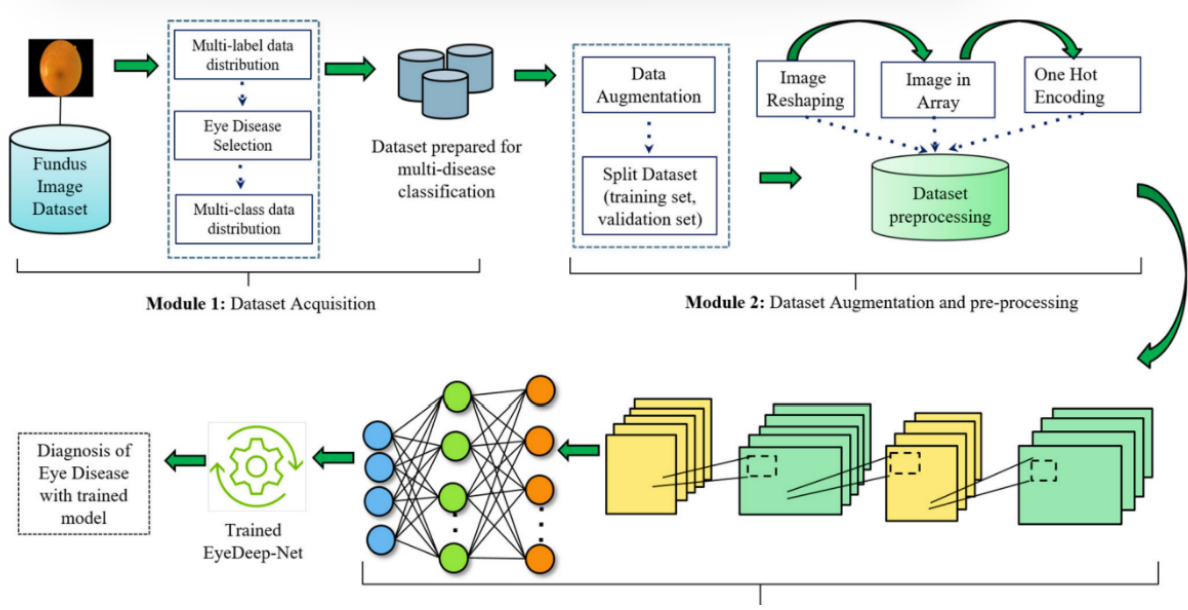 Fundus
Image
Dataset
Multi-label data
distribution
Eye Disease
Selection
Multi-class data
distribution
Dataset prepared for
multi-disease
classification
Module 1: Dataset Acquisition
Data
Augmentation
Split Dataset
(training set,
validation set)
Image
Reshaping
Image in
Array
One Hot
Encoding
Dataset
preprocessing
Module 2: Dataset Augmentation and pre-processing
Diagnosis of
Eye Disease
with trained
model
Trained
EyeDeep-Net